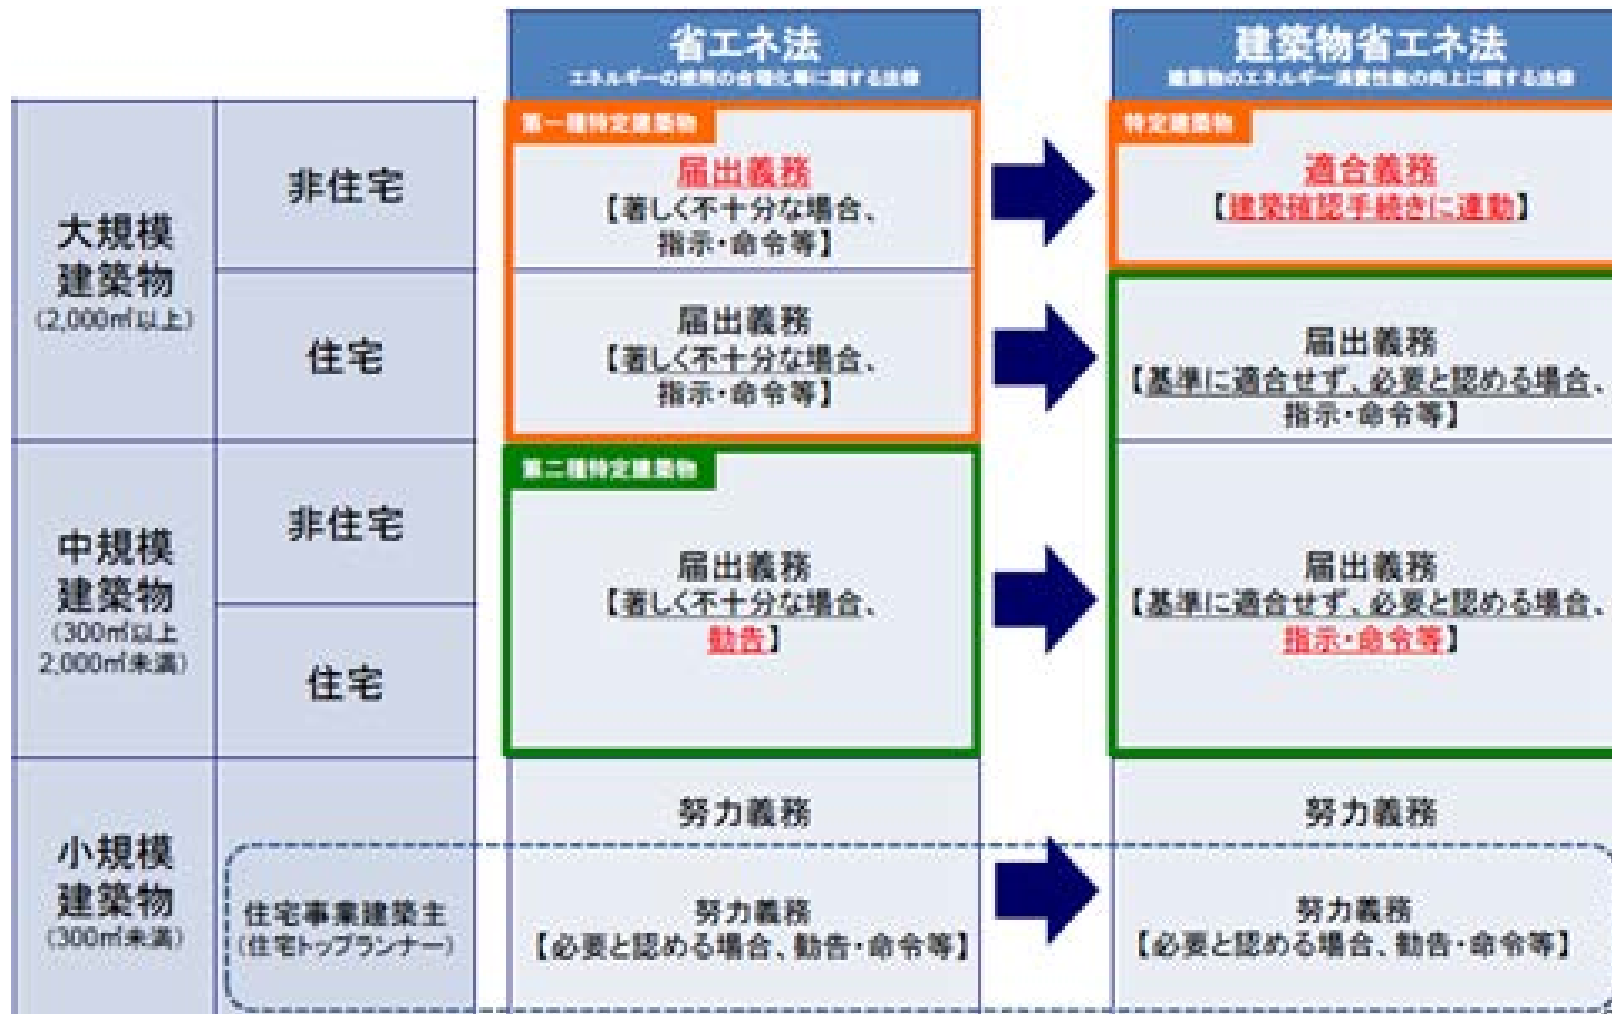 省エネ法
エネルギーの使用の合理化等に関する法律
建築物省エネ法
建築物のエネルギー消費性能の向上に関する法律
大規模
建築物
(2,000㎡以上)
非住宅
第一種特定建築物
届出義務
【著しく不十分な場合、
指示・命令等】
特定建築物
適合義務
【建築確認手続きに連動】
住宅
届出義務
【著しく不十分な場合、
指示・命令等】
届出義務
【基準に適合せず、必要と認める場合、
指示・命令等】
中規模
建築物
(300㎡以上
2,000㎡未満)
非住宅
住宅
第二種特定建築物
届出義務
【著しく不十分な場合、
勧告】
届出義務
【基準に適合せず、必要と認める場合、
指示・命令等】
小規模
建築物
(300㎡未満)
努力義務
努力義務
住宅事業建築主
(住宅トップランナー)
努力義務
【必要と認める場合、勧告・命令等】
努力義務
【必要と認める場合、勧告・命令等】